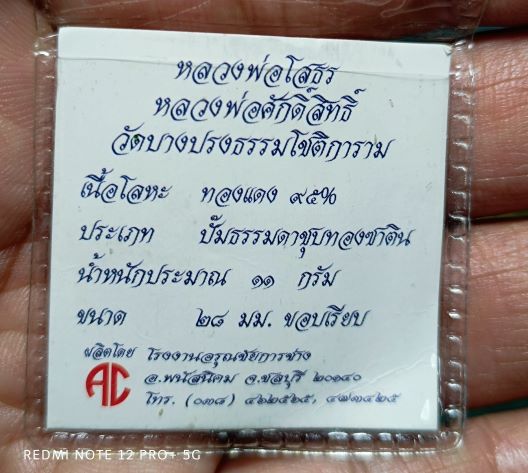 หลวงพ่อโสธร
หลวงพ่อศักดิ์สิทธิ์
วัดบางปรงธรรมโชติการาม
เนื้อโลหะ ทองแดง ๙๕%
ประเภท ปั๊มธรรมดาชุบทองซาติน
น้ำหนักประมาณ ๑๑ กรัม
ขนาด ๒๘ มม. ขอบเรียบ
ผลิตโดย โรงงานอรุณชัยการช่าง
AC อ.พนัสนิคม จ.ชลบุรี ๒๐๑๔๐
โทร. (๐๓๘) ๔๖๒๕๒๕, ๔๗๓๔๒๕
REDMI NOTE 12 PRO+ 5G